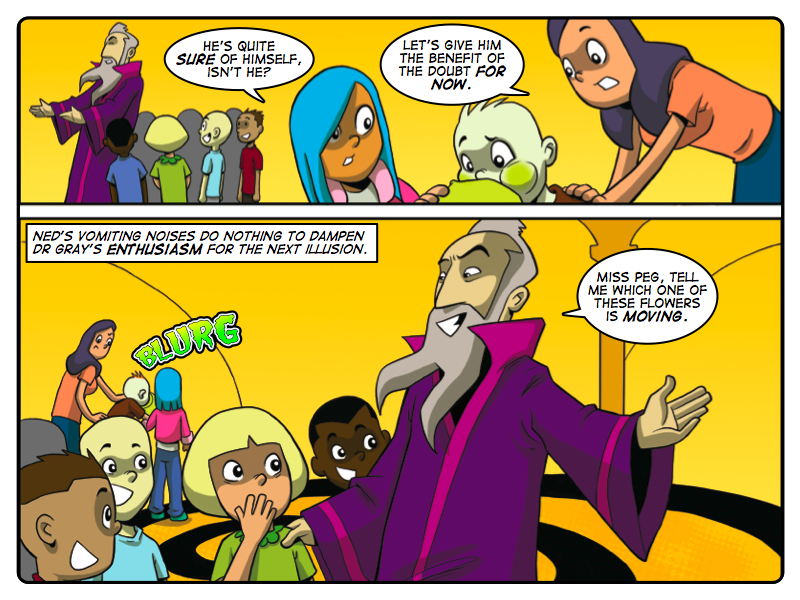 HE'S QUITE
SURE OF HIMSELF,
ISN'T HE?
LET'S GIVE HIM
THE BENEFIT OF
THE DOUBT FOR
NOW.
NED'S VOMITING NOISES DO NOTHING TO DAMPEN
DR GRAY'S ENTHUSIASM FOR THE NEXT ILLUSION.
BLURG
MISS PEG, TELL
ME WHICH ONE OF
THESE FLOWERS
IS MOVING.